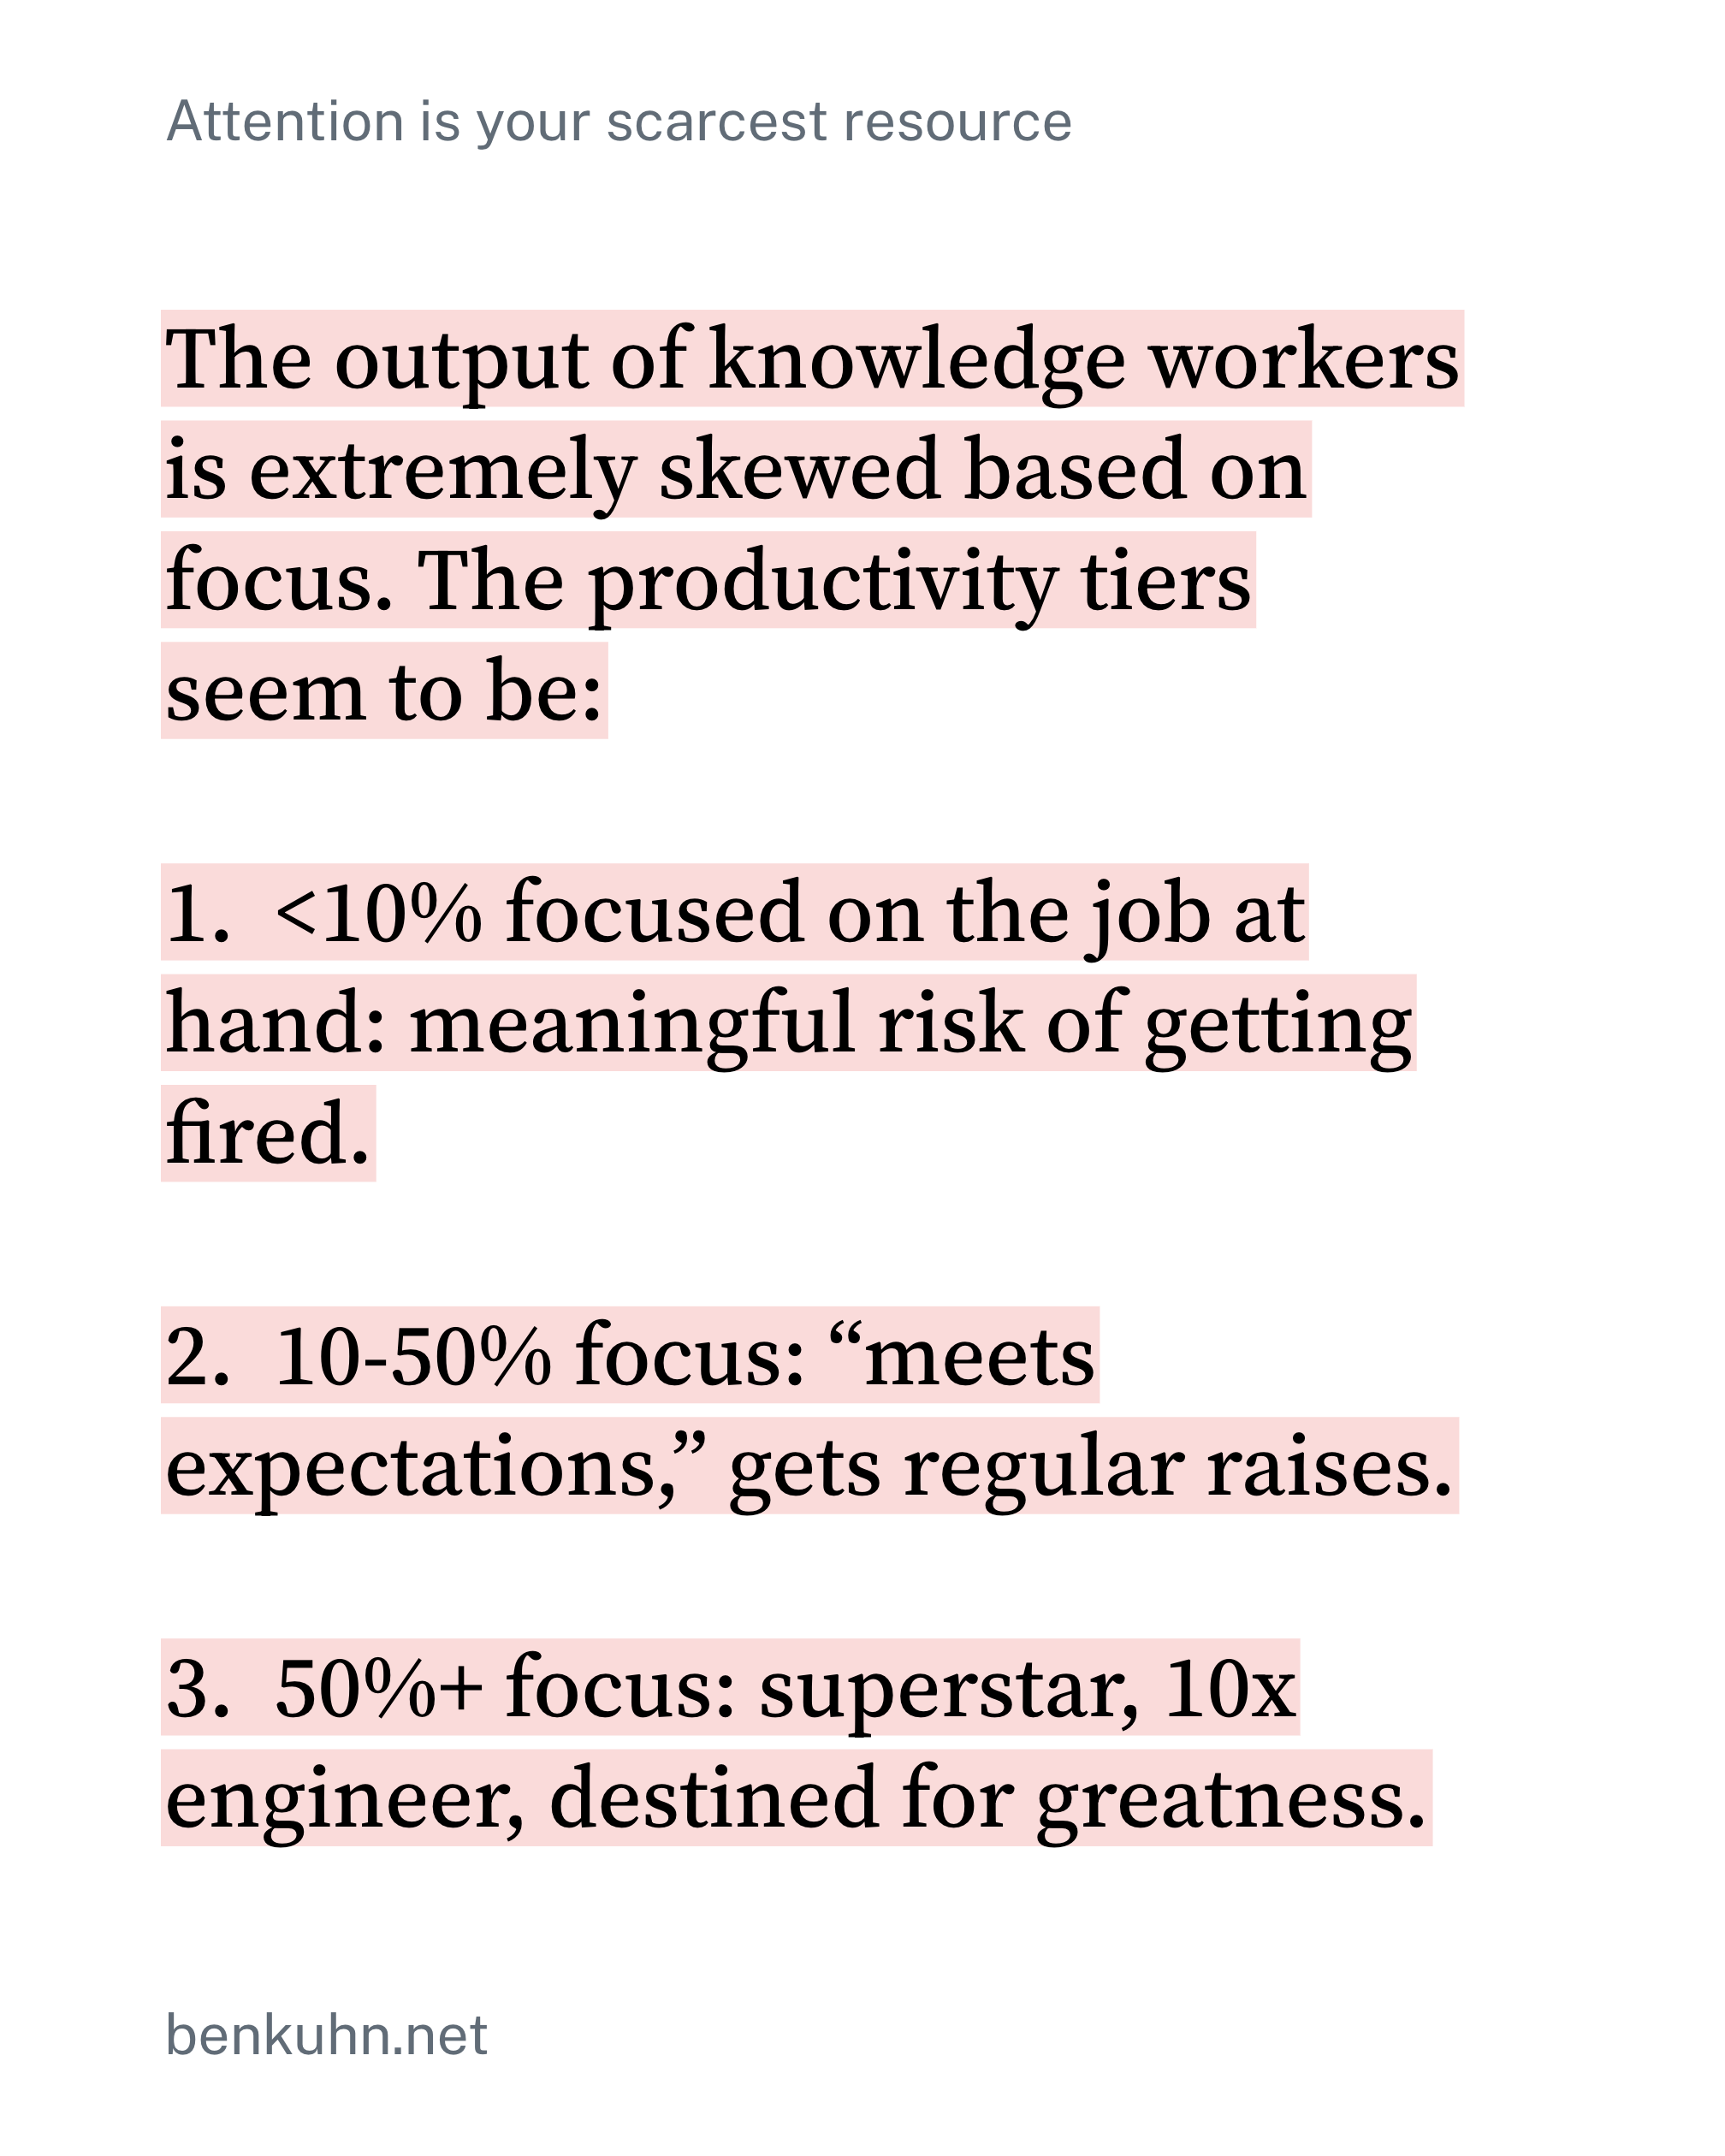 Attention is your scarcest resource
The output of knowledge workers
is extremely skewed based on
focus. The productivity tiers
seem to be:
1. <10% focused on the job at
hand: meaningful risk of getting
fired.
2. 10-50% focus: “meets
expectations,” gets regular raises.
3. 50%+ focus: superstar, 10x
engineer, destined for greatness.
benkuhn.net